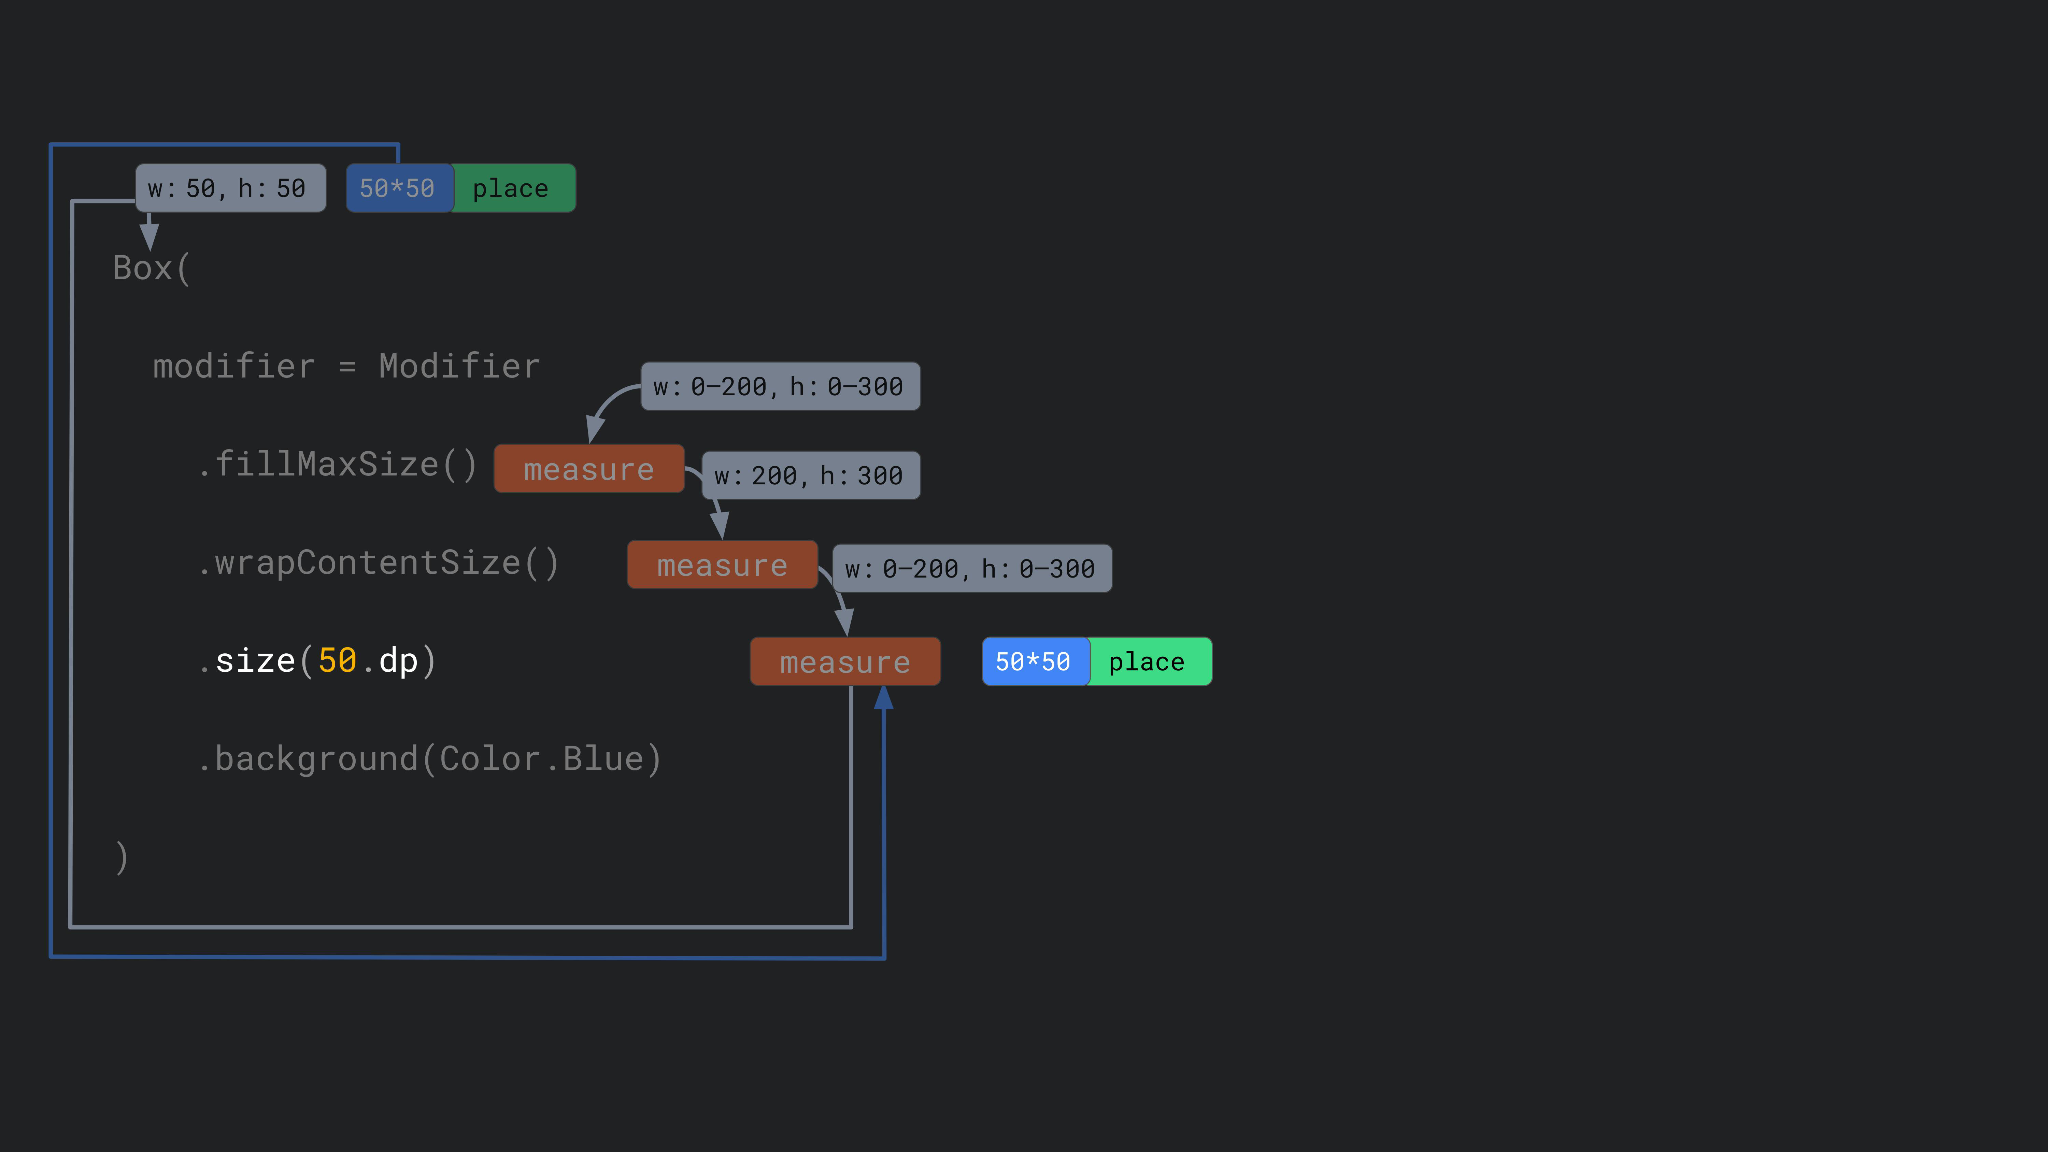 w: 50, h: 50 50*50 place
Box(
modifier = Modifier
w: 0–200, h: 0–300
.fillMaxSize() measure w: 200, h: 300
.wrapContentSize() measure w: 0–200, h: 0–300
.size(50.dp) measure 50*50 place
.background(Color.Blue)
)